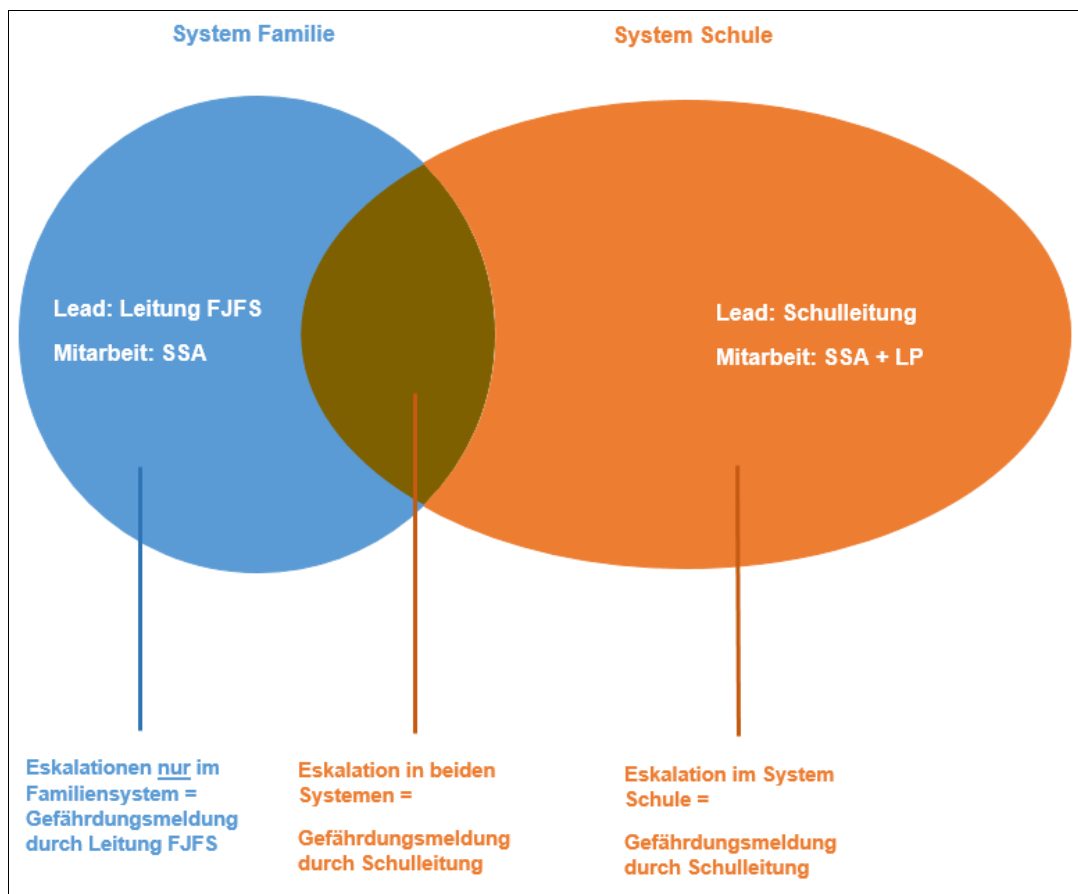 System Familie
System Schule
Lead: Leitung FJFS
Mitarbeit: SSA
Lead: Schulleitung
Mitarbeit: SSA + LP
Eskalationen nur im
Familiensystem =
Gefährdungsmeldung
durch Leitung FJFS
Eskalation in beiden
Systemen =
Gefährdungsmeldung
durch Schulleitung
Eskalation im System
Schule =
Gefährdungsmeldung
durch Schulleitung